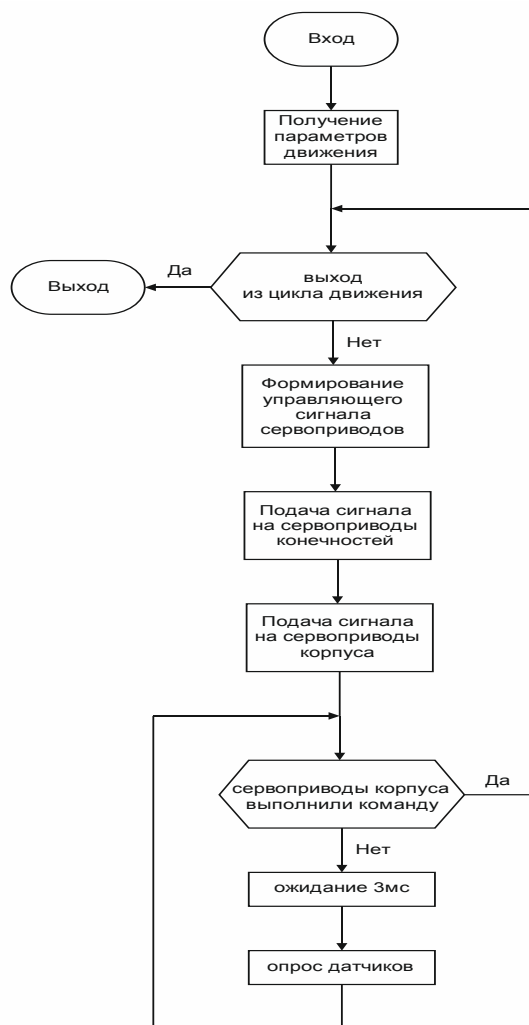 Вход
Получение
параметров
движения
выход
из цикла движения
Да
Выход
Нет
Формирование
управляющего
сигнала
сервоприводов
Подача сигнала
на сервоприводы
конечностей
Подача сигнала
на сервоприводы
корпуса
сервоприводы корпуса
выполнили команду
Да
Нет
ожидание 3мс
опрос датчиков